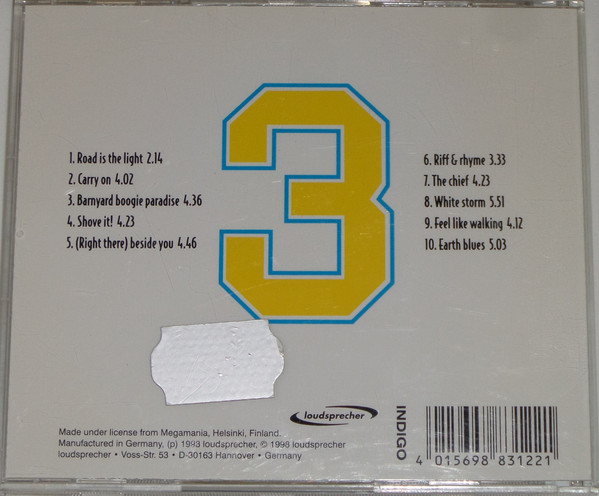 3
1. Road is the light 2.14
2. Carry on 4.02
3. Barnyard boogie paradise 4.36
4. Shove it! 4.23
5. (Right there) beside you 4.46
6. Riff & rhyme 3.33
7. The chief 4.23
8. White storm 5.51
9. Feel like walking 4.12
10. Earth blues 5.03
loudsprecher
Made under license from Megamania, Helsinki, Finland.
Manufactured in Germany, (p) 1993 loudsprecher, © 1998 loudsprecher
loudsprecher • Voss-Str. 53 • D-30163 Hannover • Germany
INDIGO
4 015698 831221